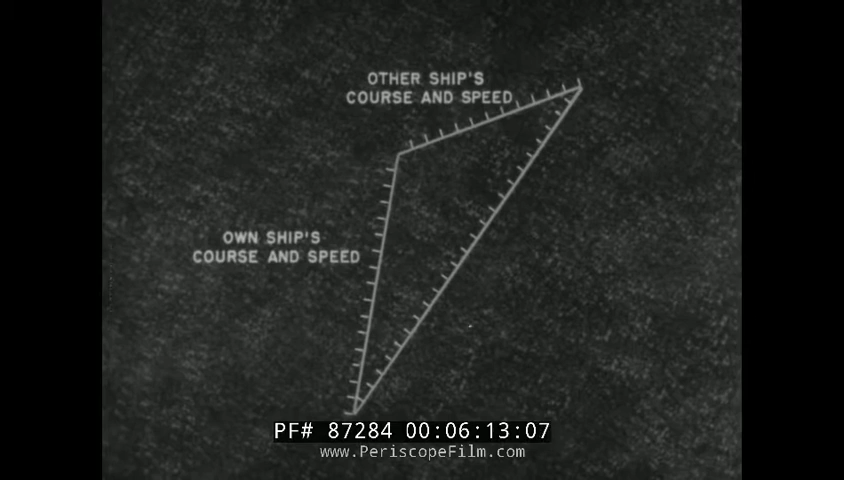 OTHER SHIP'S
COURSE AND SPEED
OWN SHIP'S
COURSE AND SPEED
PF# 87284 00:06:13:07
www.PeriscopeFilm.com